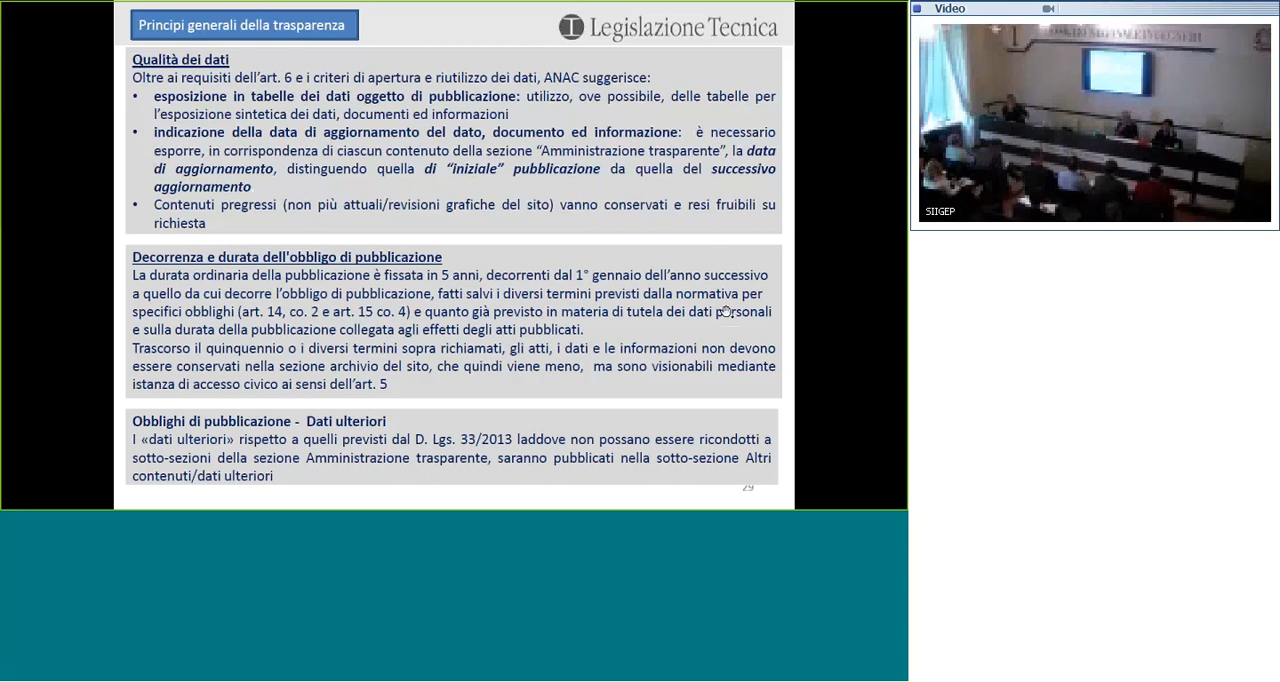 Principi generali della trasparenza
Legislazione Tecnica
Qualità dei dati
Oltre ai requisiti dell'art. 6 e i criteri di apertura e riutilizzo dei dati, ANAC suggerisce:
• esposizione in tabelle dei dati oggetto di pubblicazione: utilizzo, ove possibile, delle tabelle per
l'esposizione sintetica dei dati, documenti ed informazioni
• indicazione della data di aggiornamento del dato, documento ed informazione: è necessario
esporre, in corrispondenza di ciascun contenuto della sezione “Amministrazione trasparente”, la data
di aggiornamento, distinguendo quella di “iniziale” pubblicazione da quella del successivo
aggiornamento
• Contenuti pregressi (non più attuali/revisioni grafiche del sito) vanno conservati e resi fruibili su
richiesta
Decorrenza e durata dell'obbligo di pubblicazione
La durata ordinaria della pubblicazione è fissata in 5 anni, decorrenti dal 1° gennaio dell'anno successivo
a quello da cui decorre l'obbligo di pubblicazione, fatti salvi i diversi termini previsti dalla normativa per
specifici obblighi (art. 14, co. 2 e art. 15 co. 4) e quanto già previsto in materia di tutela dei dati personali
e sulla durata della pubblicazione collegata agli effetti degli atti pubblicati.
Trascorso il quinquennio o i diversi termini sopra richiamati, gli atti, i dati e le informazioni non devono
essere conservati nella sezione archivio del sito, che quindi viene meno, ma sono visionabili mediante
istanza di accesso civico ai sensi dell'art. 5
Obblighi di pubblicazione - Dati ulteriori
I «dati ulteriori» rispetto a quelli previsti dal D. Lgs. 33/2013 laddove non possano essere ricondotti a
sotto-sezioni della sezione Amministrazione trasparente, saranno pubblicati nella sotto-sezione Altri
contenuti/dati ulteriori
29
Video
SIIGEP